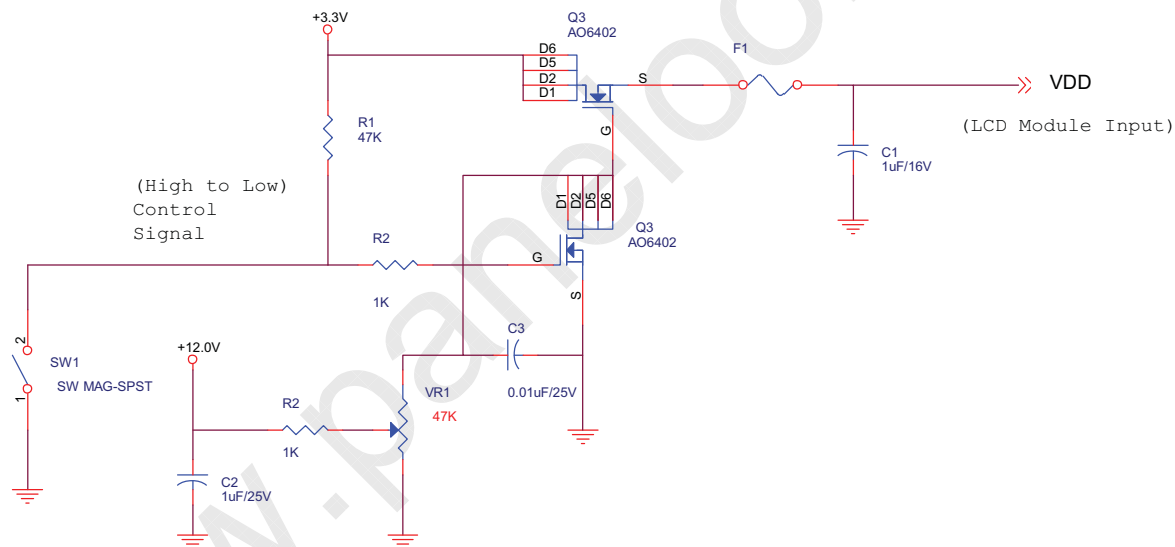 +3.3V
Q3
AO6402
D6
D5
D2
D1
S
G
F1
VDD
(LCD Module Input)
R1
47K
C1
1uF/16V
(High to Low)
Control
Signal
D1
D2
D5
D6
Q3
AO6402
R2
1K
G
S
2
1
SW1
SW MAG-SPST
+12.0V
C3
0.01uF/25V
VR1
47K
R2
1K
C2
1uF/25V
w.paneloo